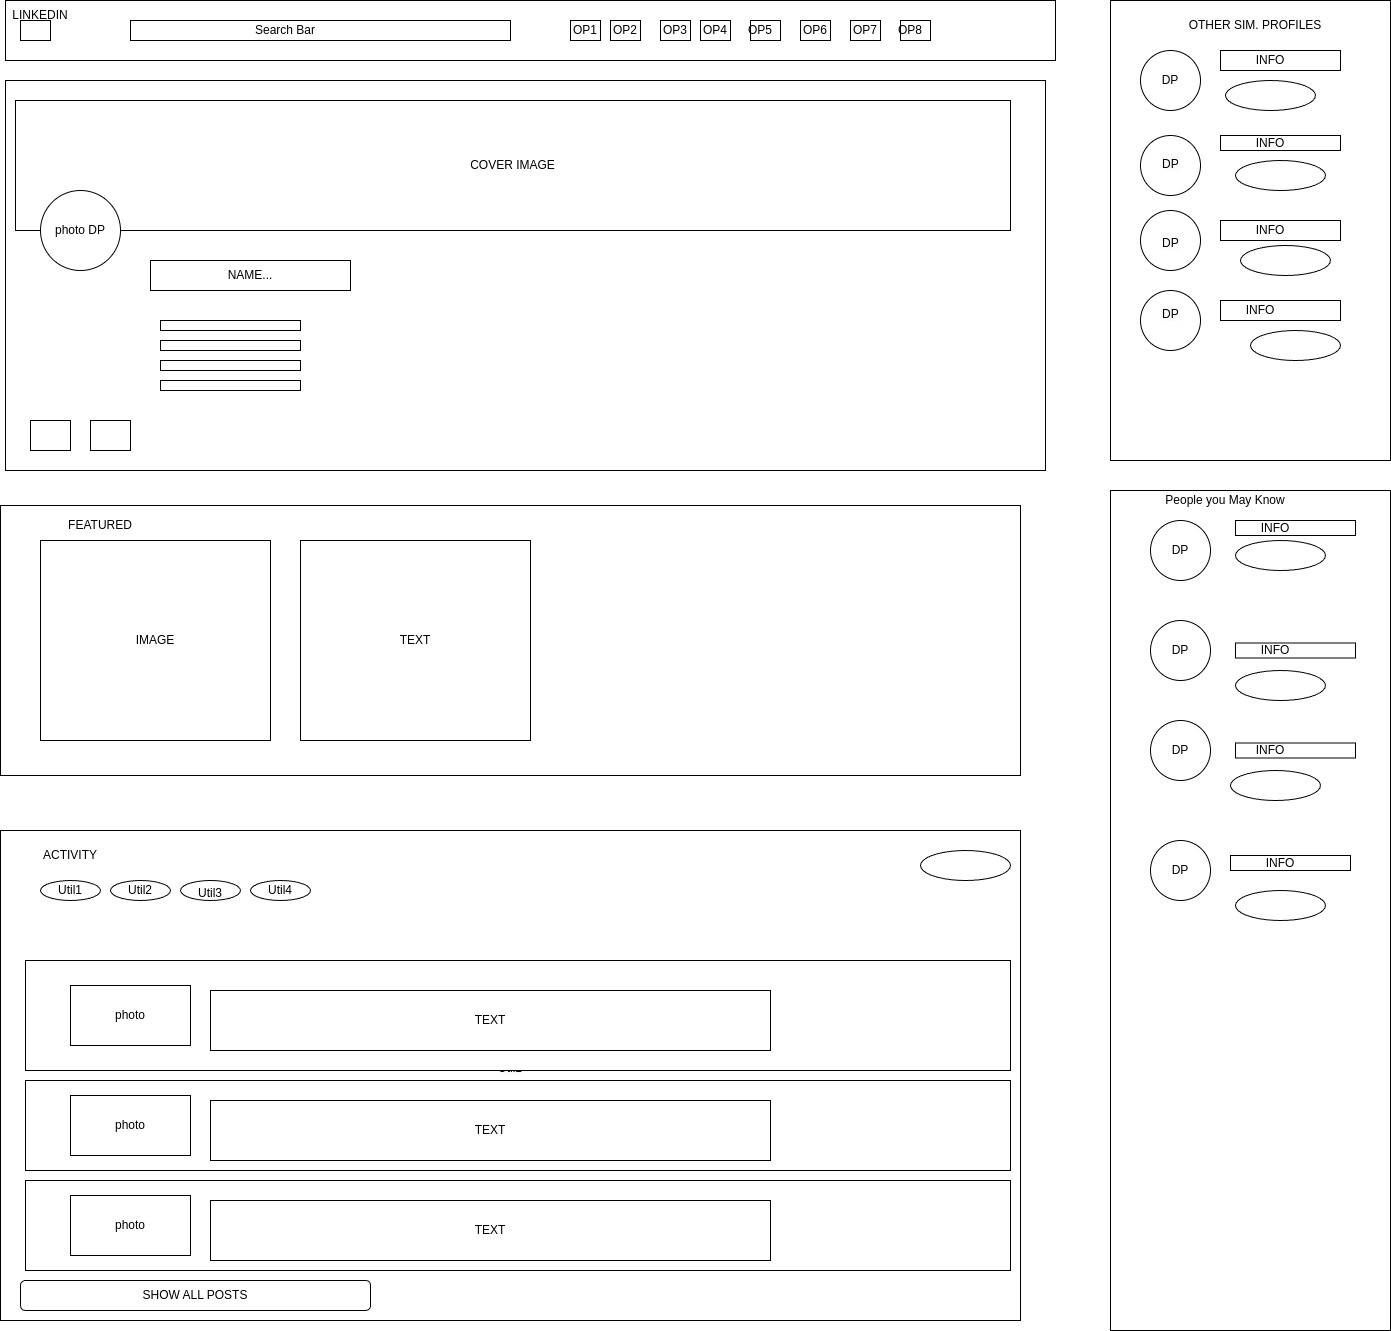 LINKEDIN
Search Bar
OP1
OP2
OP3
OP4
OP5
OP6
OP7
OP8
COVER IMAGE
photo DP
NAME...
FEATURED
IMAGE
TEXT
ACTIVITY
Util1
Util2
Util3
Util4
photo
TEXT
photo
TEXT
photo
TEXT
SHOW ALL POSTS
OTHER SIM. PROFILES
DP
INFO
DP
INFO
DP
INFO
DP
INFO
People you May Know
DP
INFO
DP
INFO
DP
INFO
DP
INFO